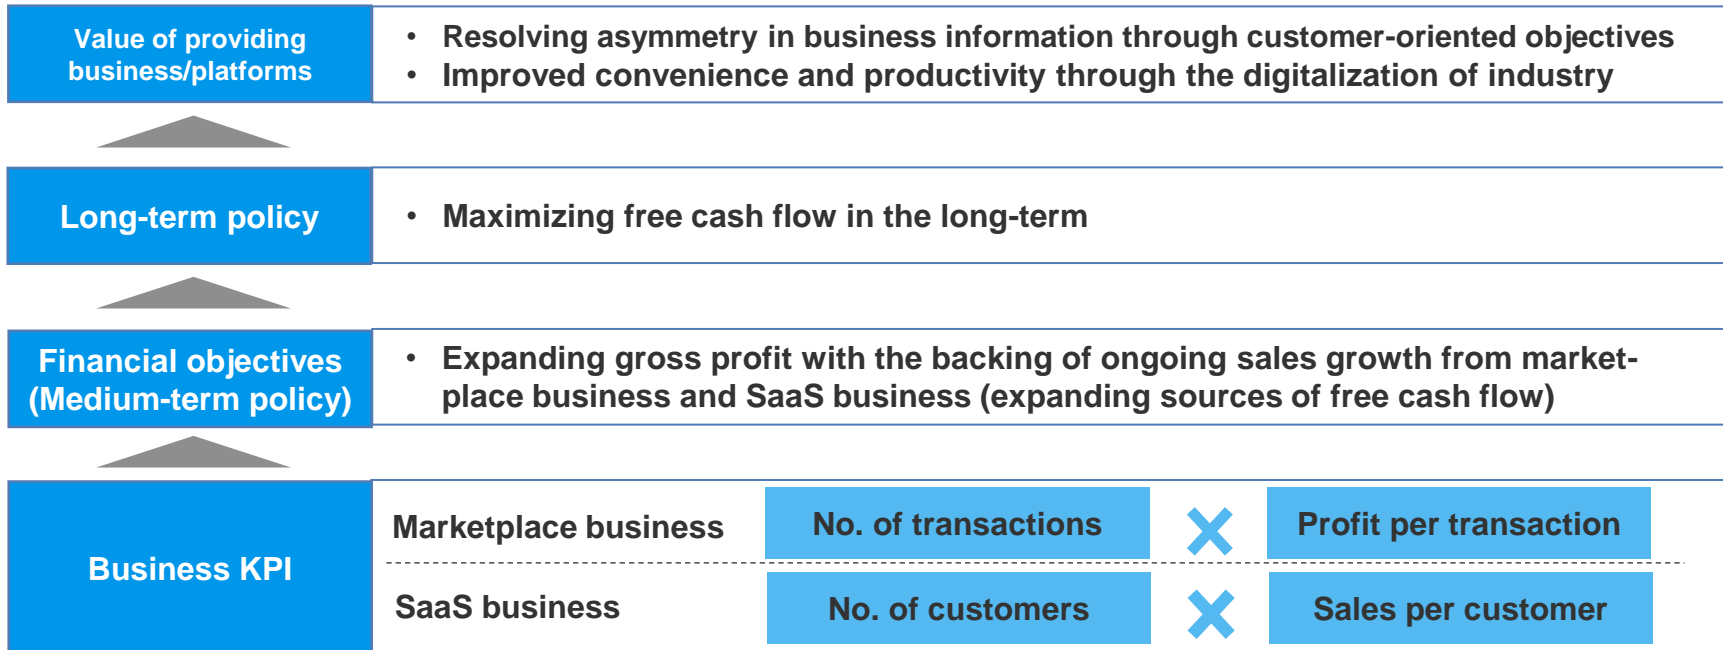 Value of providing
business/platforms
• Resolving asymmetry in business information through customer-oriented objectives
• Improved convenience and productivity through the digitalization of industry
Long-term policy
• Maximizing free cash flow in the long-term
Financial objectives
(Medium-term policy)
• Expanding gross profit with the backing of ongoing sales growth from market-
place business and SaaS business (expanding sources of free cash flow)
Business KPI
Marketplace business
No. of transactions
Profit per transaction
SaaS business
No. of customers
Sales per customer